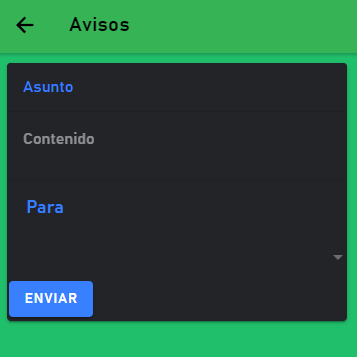 Avisos
Asunto
Contenido
Para
ENVIAR